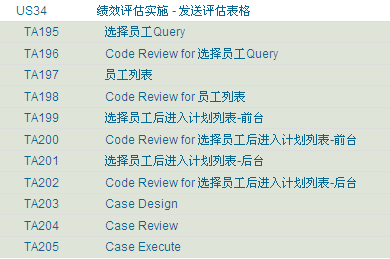 US34 绩效评估实施 - 发送评估表格
TA195 选择员工Query
TA196 Code Review for 选择员工Query
TA197 员工列表
TA198 Code Review for 员工列表
TA199 选择员工后进入计划列表-前台
TA200 Code Review for 选择员工后进入计划列表-前台
TA201 选择员工后进入计划列表-后台
TA202 Code Review for 选择员工后进入计划列表-后台
TA203 Case Design
TA204 Case Review
TA205 Case Execute